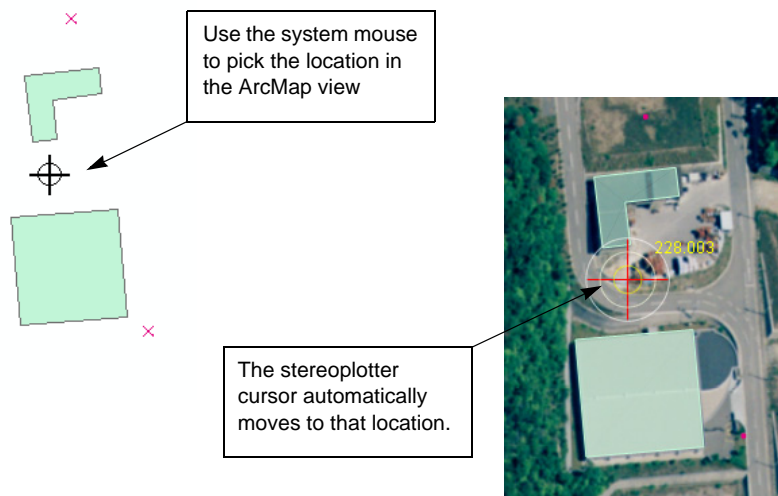 Use the system mouse
to pick the location in
the ArcMap view
228.003
The stereoplotter
cursor automatically
moves to that location.